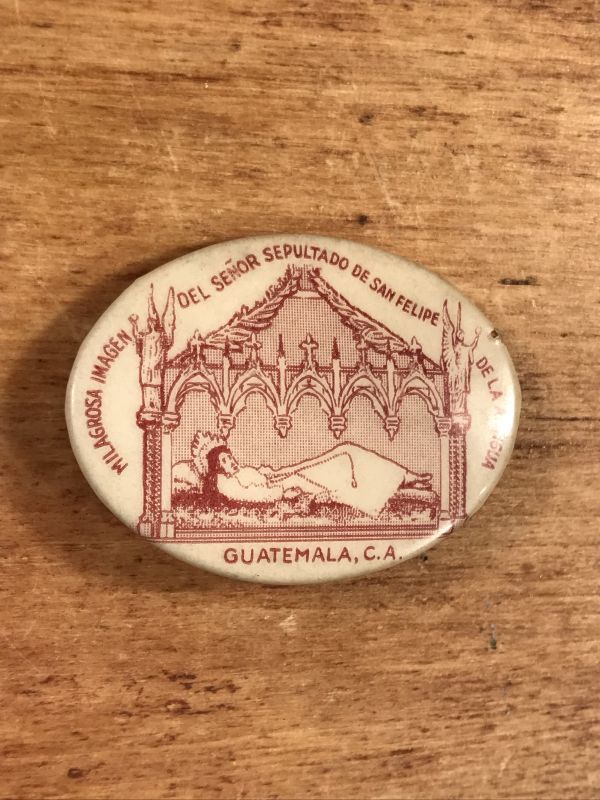 MILAGROSA IMAGEN DEL SEÑOR SEPULTADO DE SAN FELIPE DE LA
GUATEMALA, C.A.